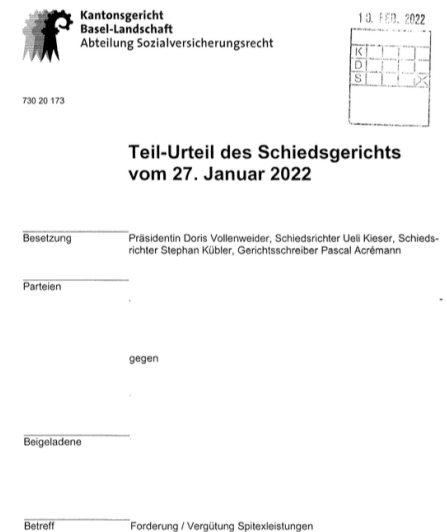 Kantonsgericht
Basel-Landschaft
Abteilung Sozialversicherungsrecht
10. FEB. 2022
K
D
S
730 20 173
Teil-Urteil des Schiedsgerichts
vom 27. Januar 2022
Besetzung
Präsidentin Doris Vollenweider, Schiedsrichter Ueli Kieser, Schieds-
richter Stephan Kübler, Gerichtsschreiber Pascal Acrémann
Parteien
gegen
Beigeladene
Betreff
Forderung / Vergütung Spitexleistungen